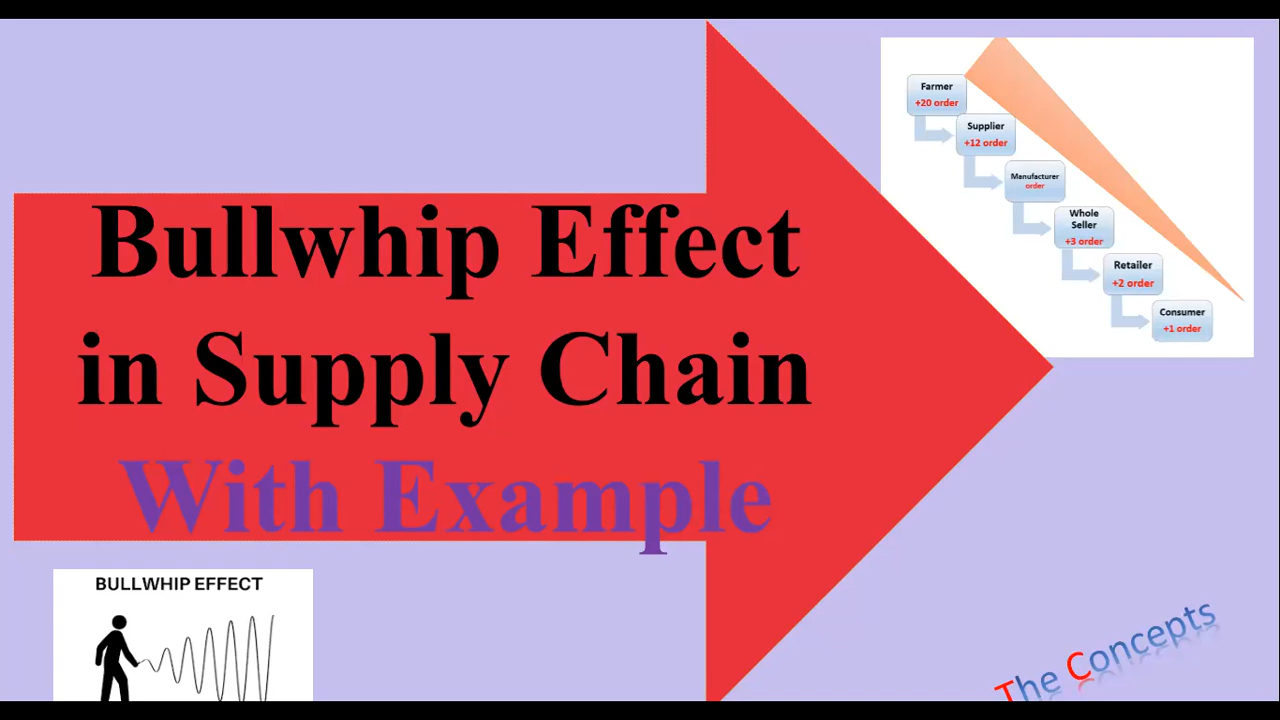 Bullwhip Effect
in Supply Chain
With Example
Farmer
+20 order
Supplier
+12 order
Manufacturer
order
Whole
Seller
+3 order
Retailer
+2 order
Consumer
+1 order
BULLWHIP EFFECT
The Concepts